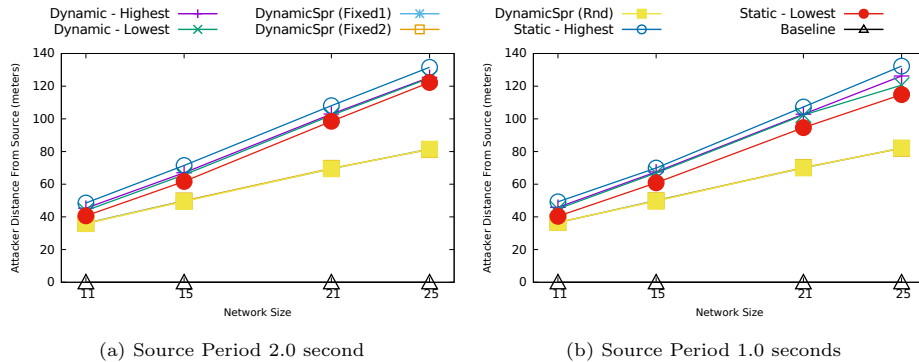 Dynamic - Highest
Dynamic - Lowest
DynamicSpr (Fixed1)
DynamicSpr (Fixed2)
Attacker Distance From Source (meters)
140
120
100
80
60
40
20
0
11
15
21
25
Network Size
(a) Source Period 2.0 second
DynamicSpr (Rnd)
Static - Highest
Static - Lowest
Baseline
Attacker Distance From Source (meters)
140
120
100
80
60
40
20
0
11
15
21
25
Network Size
(b) Source Period 1.0 seconds